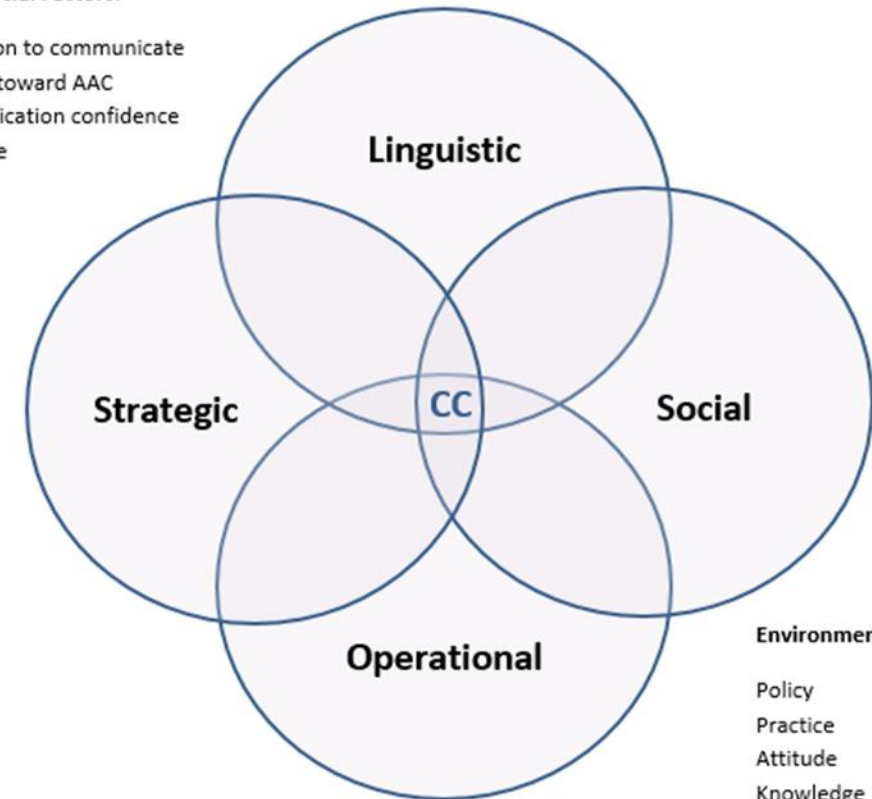 on to communicate
toward AAC
ication confidence
e
Linguistic
Strategic
CC
Social
Operational
Environmen
Policy
Practice
Attitude
Knowledge